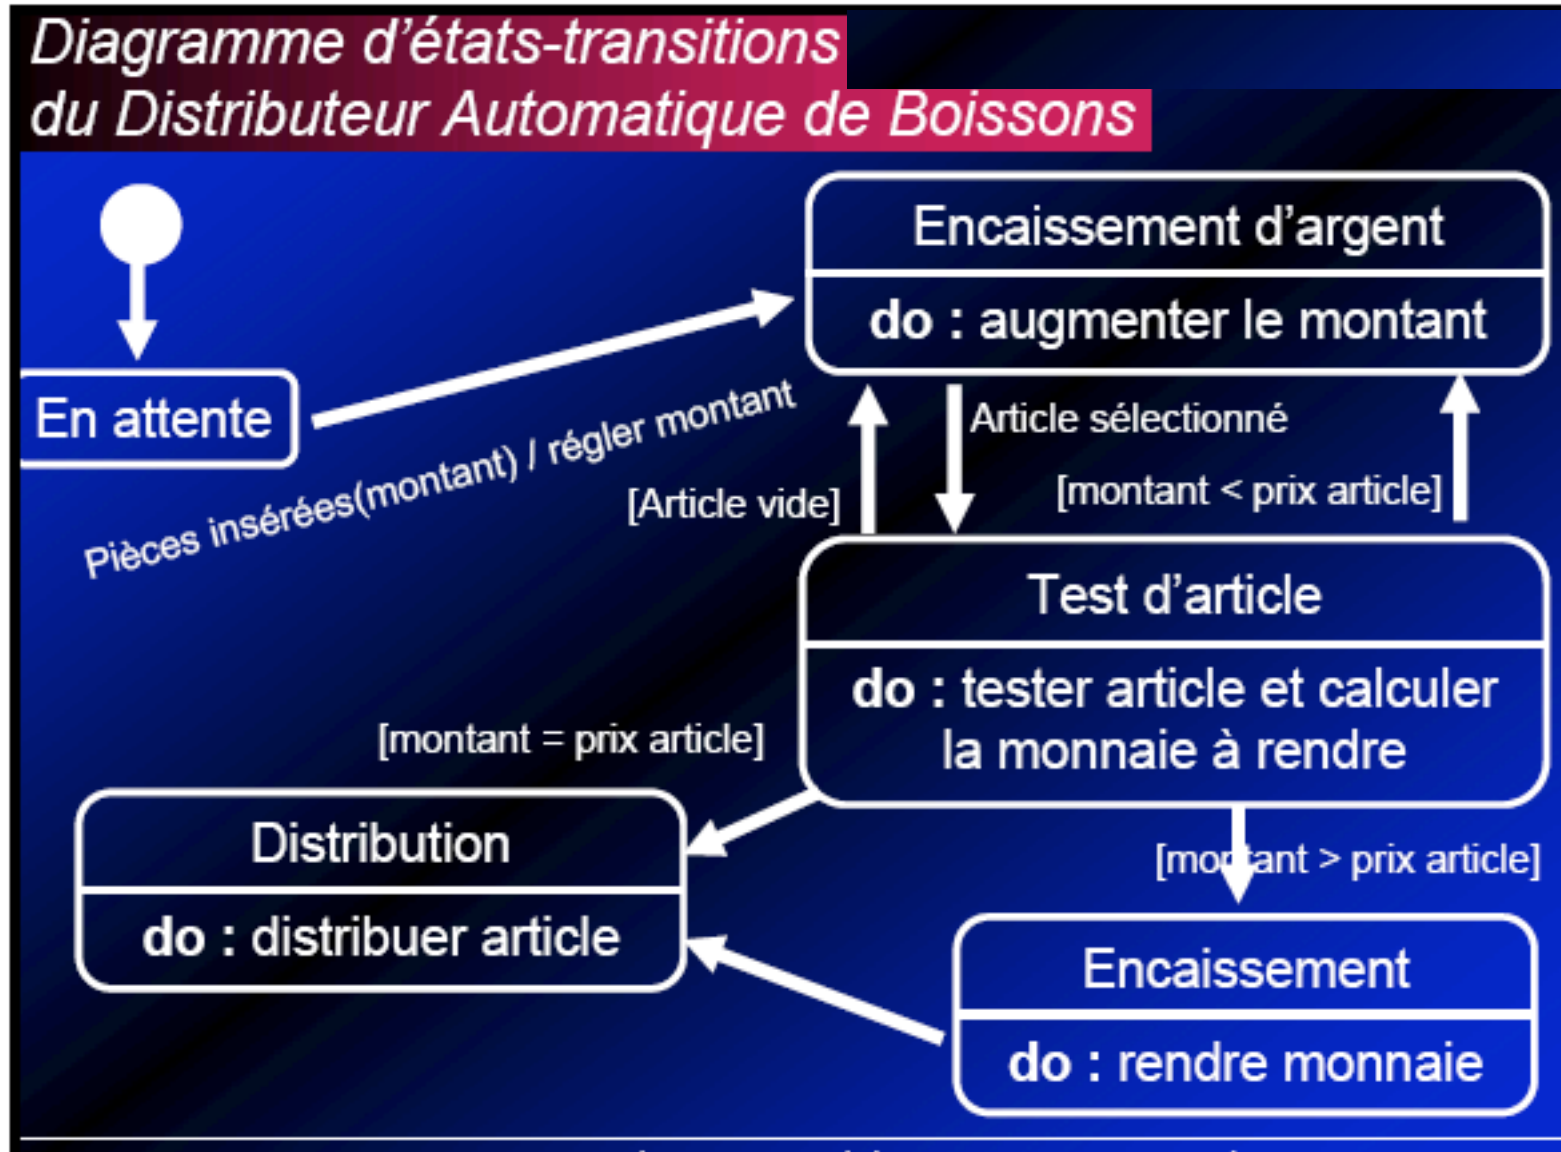 Diagramme d'états-transitions
du Distributeur Automatique de Boissons
Encaissement d'argent
do : augmenter le montant
En attente
Pièces insérées(montant) / régler montant
Article sélectionné
[Article vide]
[montant < prix article]
Test d'article
do : tester article et calculer
la monnaie à rendre
[montant = prix article]
Distribution
do : distribuer article
[montant > prix article]
Encaissement
do : rendre monnaie